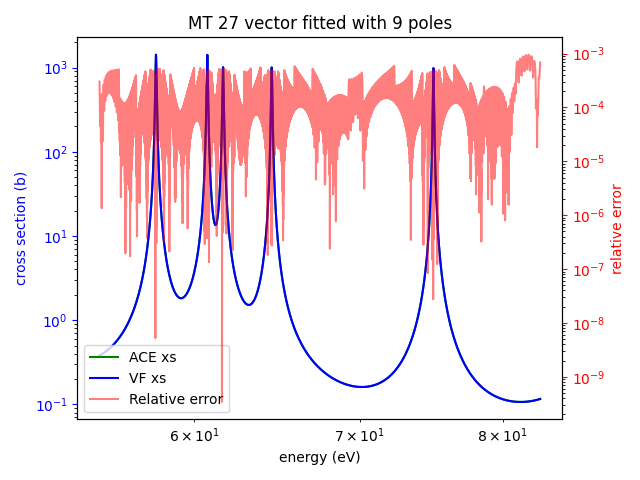 MT 27 vector fitted with 9 poles
10³
10²
10¹
10⁰
10⁻¹
cross section (b)
10⁻³
10⁻⁴
10⁻⁵
10⁻⁶
10⁻⁷
10⁻⁸
10⁻⁹
relative error
ACE xs
VF xs
Relative error
6 × 10¹
7 × 10¹
8 × 10¹
energy (eV)